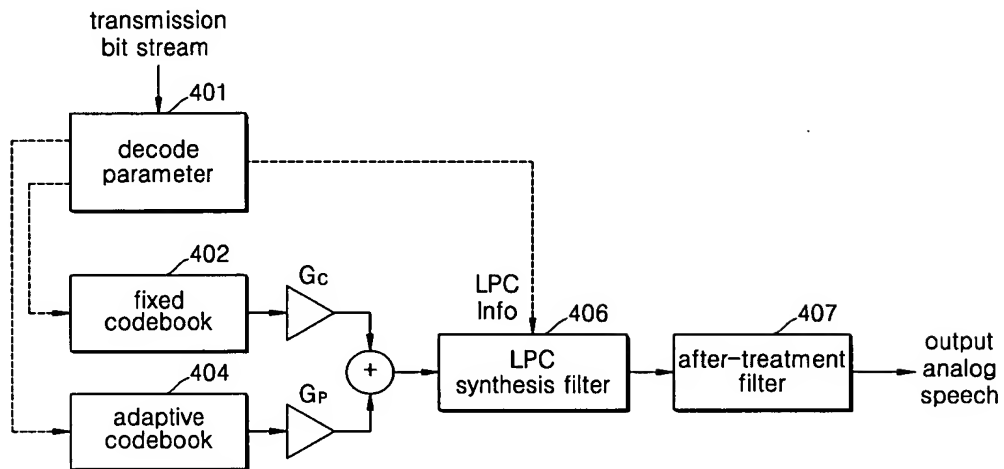 transmission
bit stream
401
decode
parameter
402
fixed
codebook
GC
LPC
Info
406
LPC
synthesis filter
407
after-treatment
filter
output
analog
speech
+
404
adaptive
codebook
GP